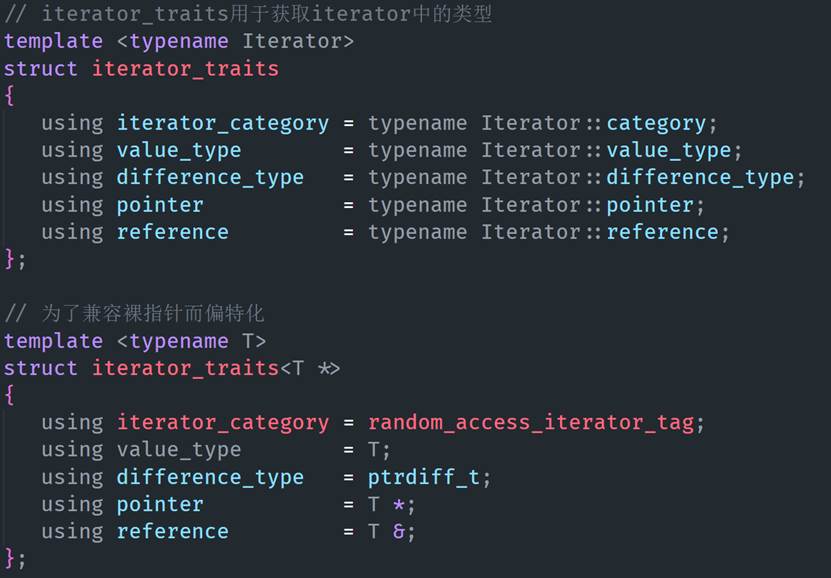 // iterator_traits用于获取iterator中的类型
template <typename Iterator>
struct iterator_traits
{
   using iterator_category = typename Iterator::category;
   using value_type        = typename Iterator::value_type;
   using difference_type   = typename Iterator::difference_type;
   using pointer           = typename Iterator::pointer;
   using reference         = typename Iterator::reference;
};

// 为了兼容裸指针而偏特化
template <typename T>
struct iterator_traits<T *>
{
   using iterator_category = random_access_iterator_tag;
   using value_type        = T;
   using difference_type   = ptrdiff_t;
   using pointer           = T *;
   using reference         = T &;
};